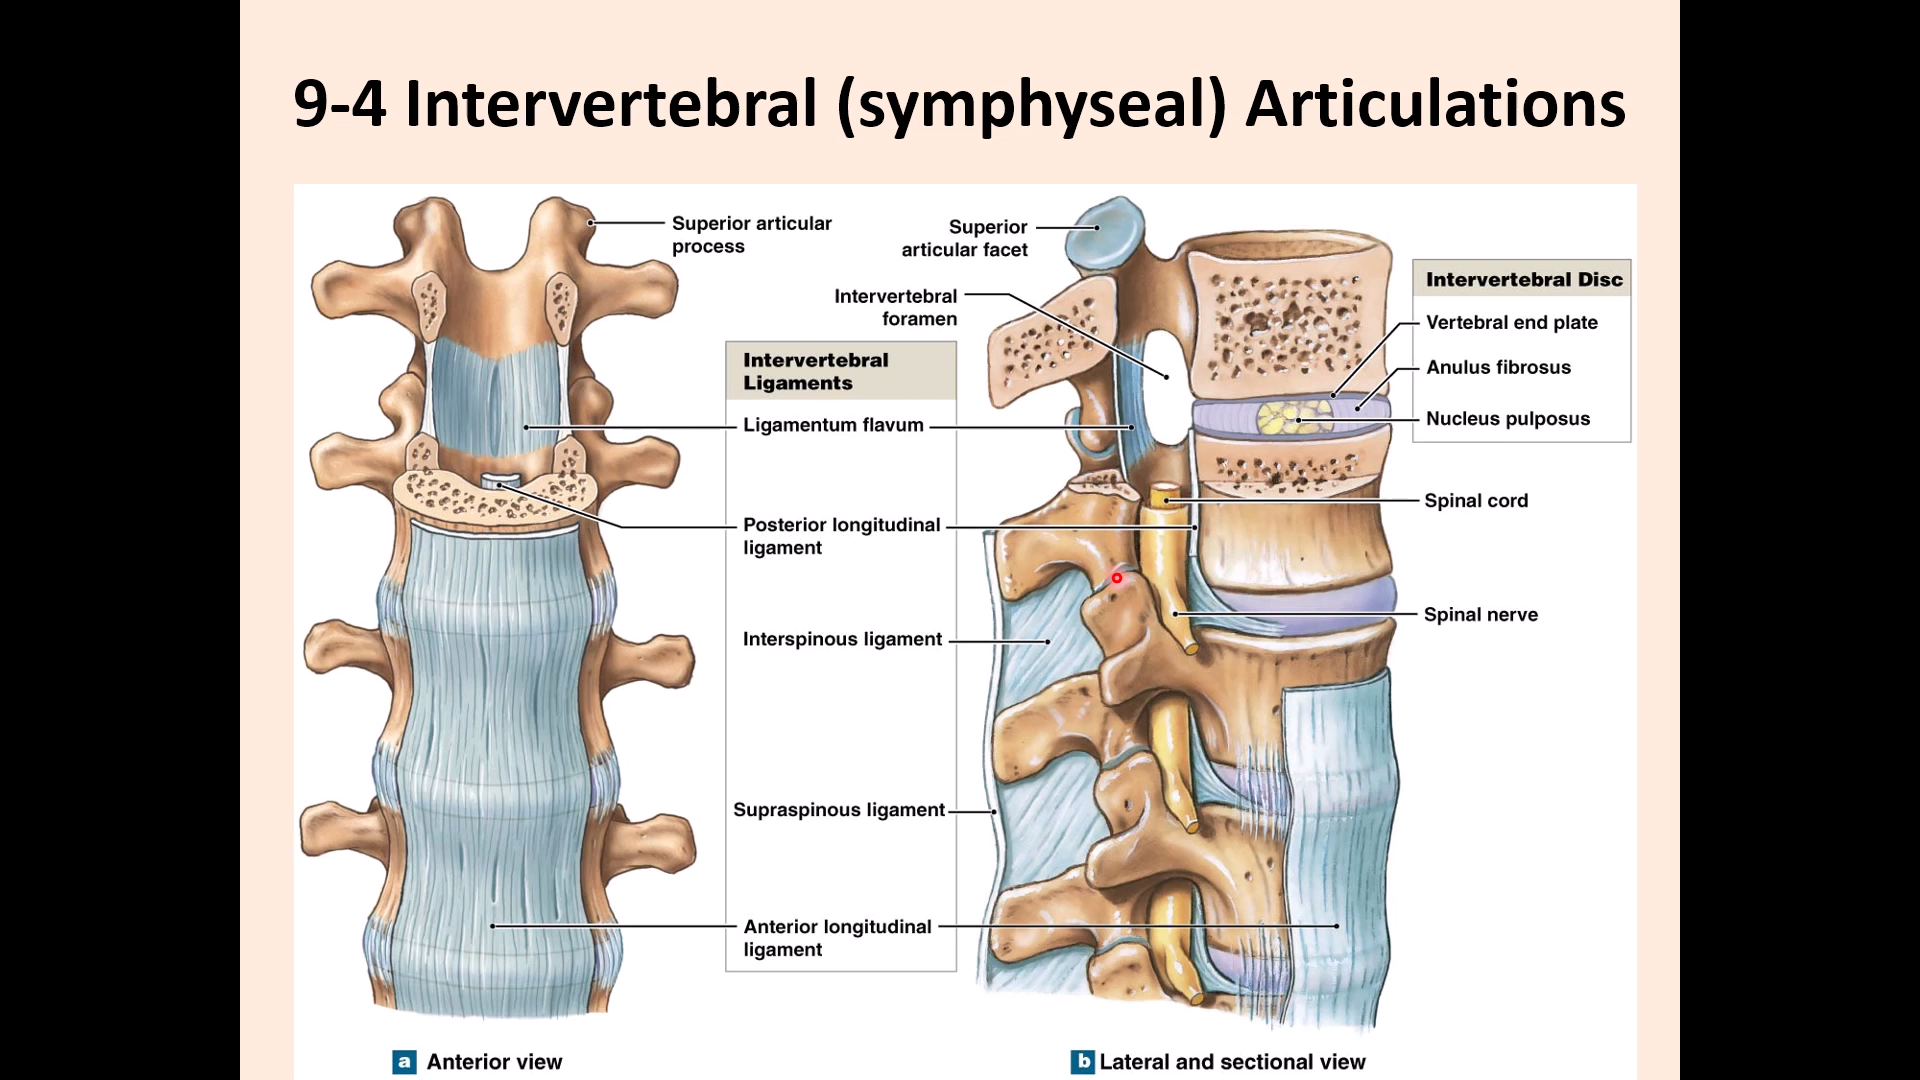 9-4 Intervertebral (symphyseal) Articulations
Superior articular
process
Superior
articular facet
Intervertebral
foramen
Intervertebral
Ligaments
Ligamentum flavum
Posterior longitudinal
ligament
Interspinous ligament
Supraspinous ligament
Anterior longitudinal
ligament
Intervertebral Disc
Vertebral end plate
Anulus fibrosus
Nucleus pulposus
Spinal cord
Spinal nerve
a Anterior view
b Lateral and sectional view